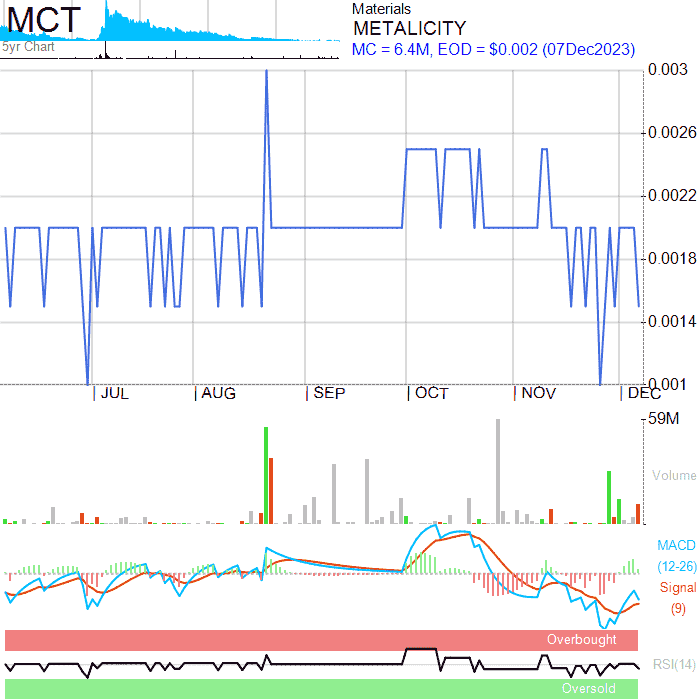 MCT
5yr Chart
Materials
METALICITY
MC = 6.4M, EOD = $0.002 (07Dec2023)
0.003
0.0026
0.0022
0.0018
0.0014
0.001
JUL AUG SEP OCT NOV DEC
59M
Volume
MACD
(12-26)
Signal
(9)
Overbought
RSI(14)
Oversold